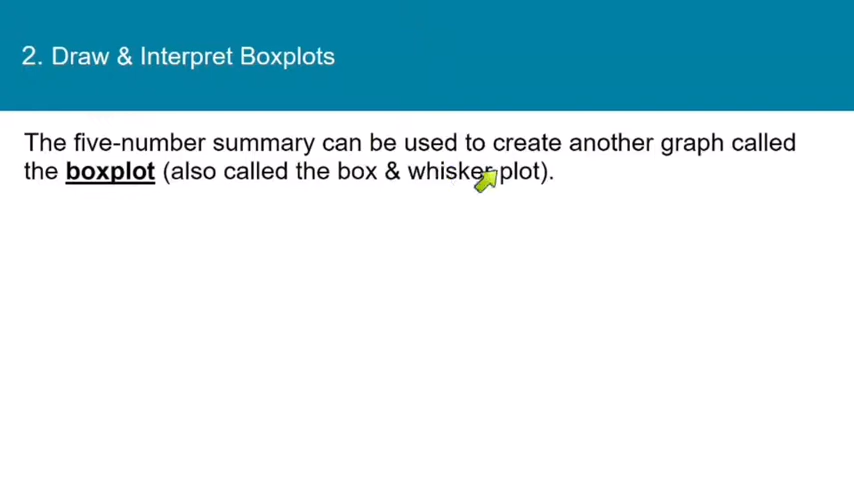 2. Draw & Interpret Boxplots
The five-number summary can be used to create another graph called
the boxplot (also called the box & whisker plot).